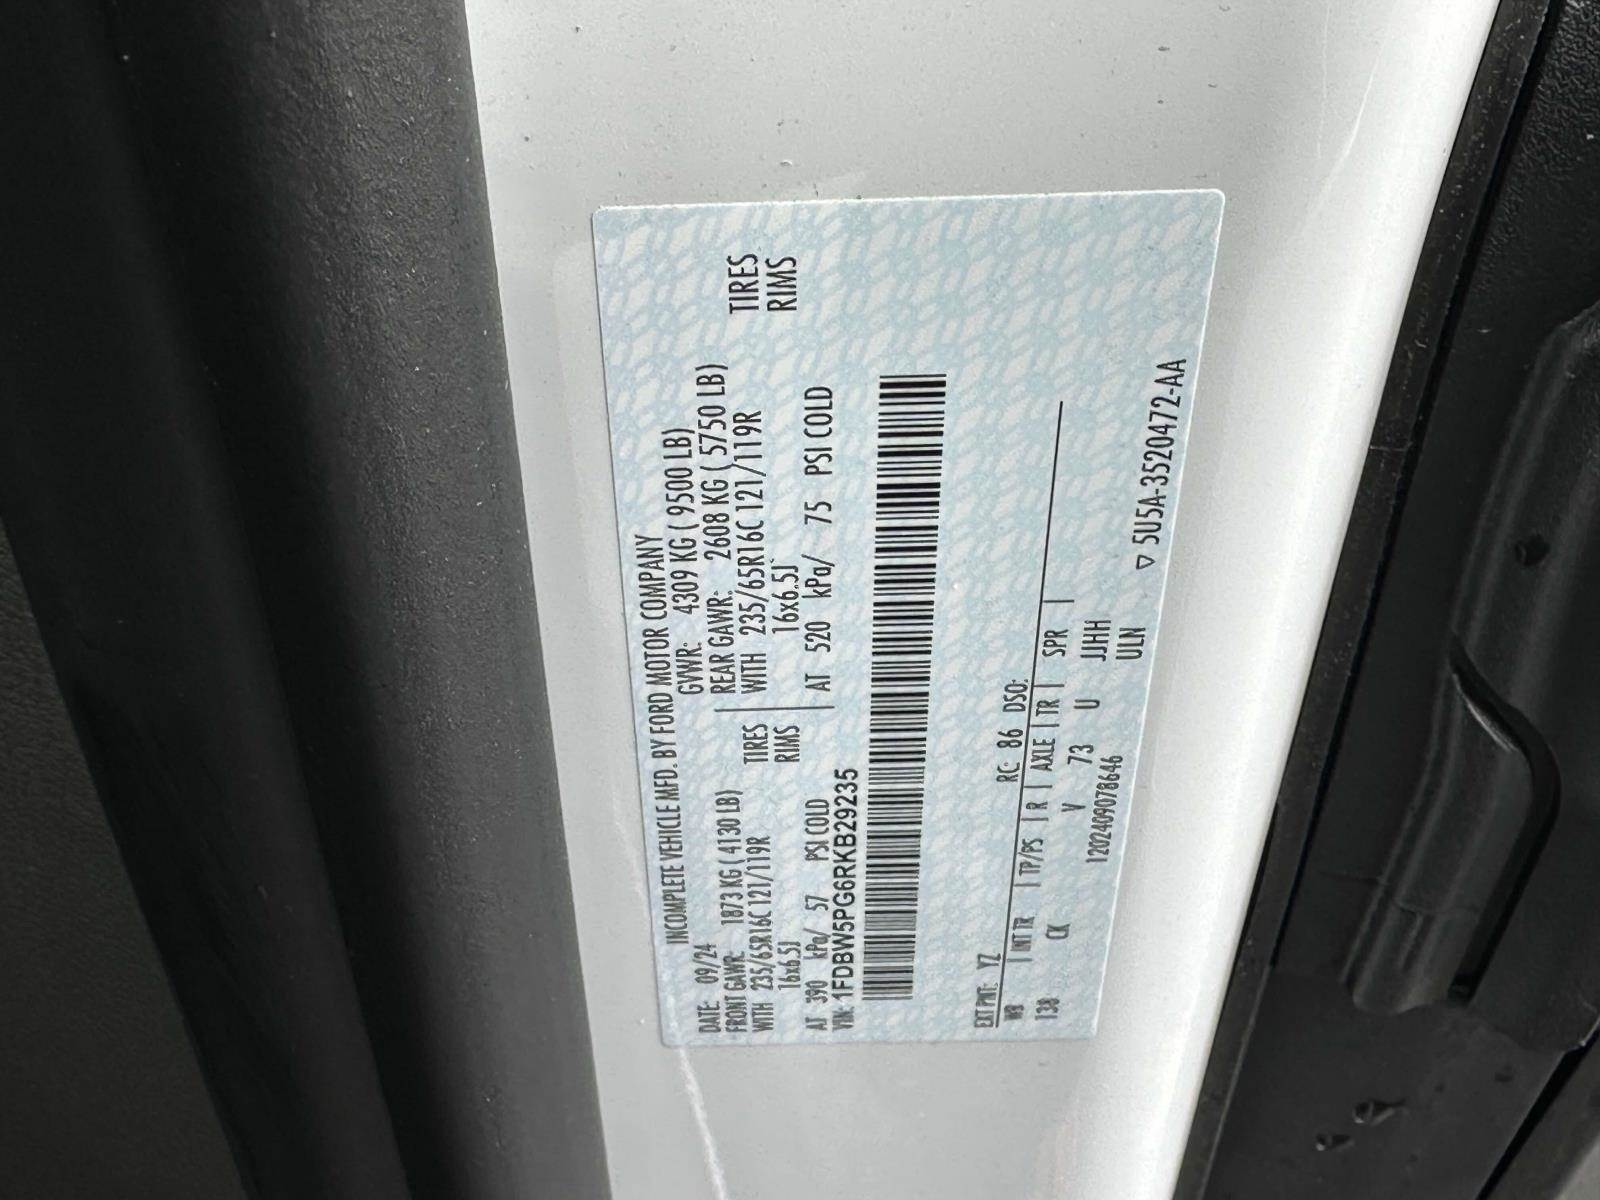 INCOMPLETE VEHICLE MFD. BY FORD MOTOR COMPANY
DATE: 09/24 GVWR: 4309 KG ( 9500 LB)
FRONT GAWR: 1873 KG ( 4130 LB) REAR GAWR: 2608 KG ( 5750 LB)
WITH 235/65R16C 121/119R TIRES WITH 235/65R16C 121/119R TIRES
16x6.5J RIMS 16x6.5J RIMS
AT 390 kPa/ 57 PSI COLD AT 520 kPa/ 75 PSI COLD
VIN: 1FDBW5PG6RKB29235
EXT PNT: YZ RC: 86 DSO:
WB | INT TR | TP/PS | R | AXLE | TR | SPR |
138 CK V 73 U JJHH
1202409078646 ULN
▽ 5U5A-3520472-AA